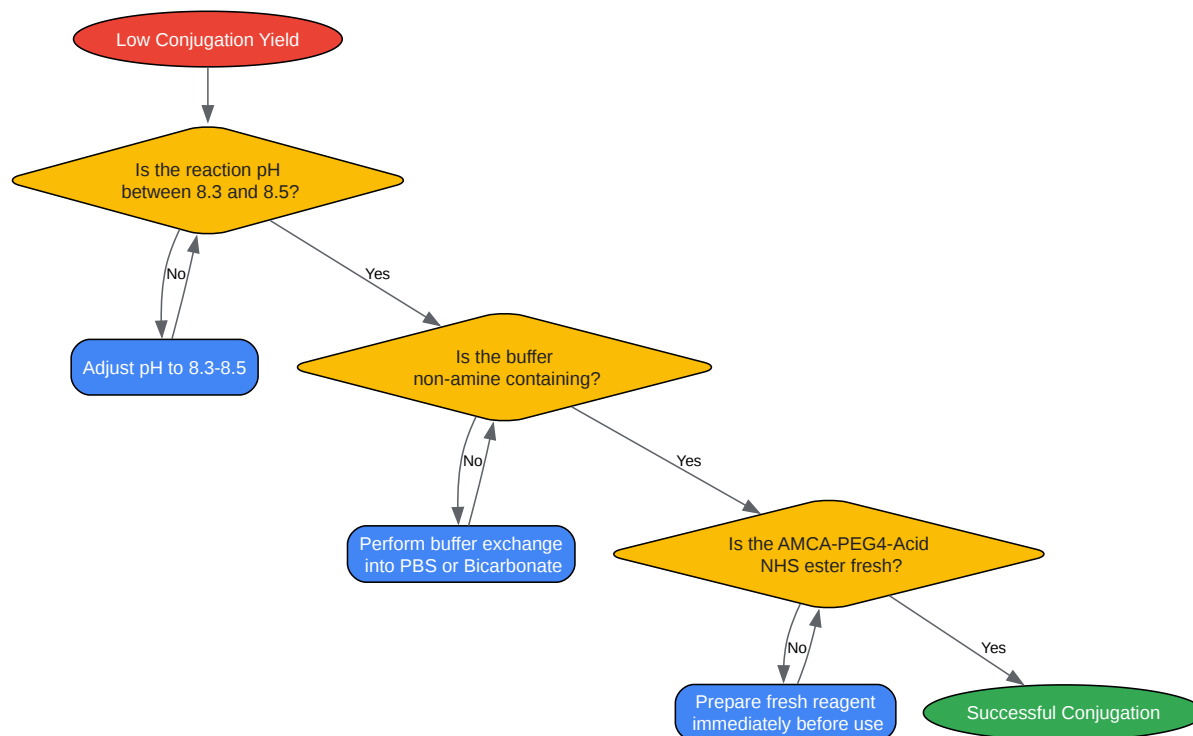 Low Conjugation Yield
Is the reaction pH
between 8.3 and 8.5?
No
Yes
Adjust pH to 8.3-8.5
Is the buffer
non-amine containing?
No
Yes
Perform buffer exchange
into PBS or Bicarbonate
Is the AMCA-PEG4-Acid
NHS ester fresh?
No
Yes
Prepare fresh reagent
immediately before use
Successful Conjugation